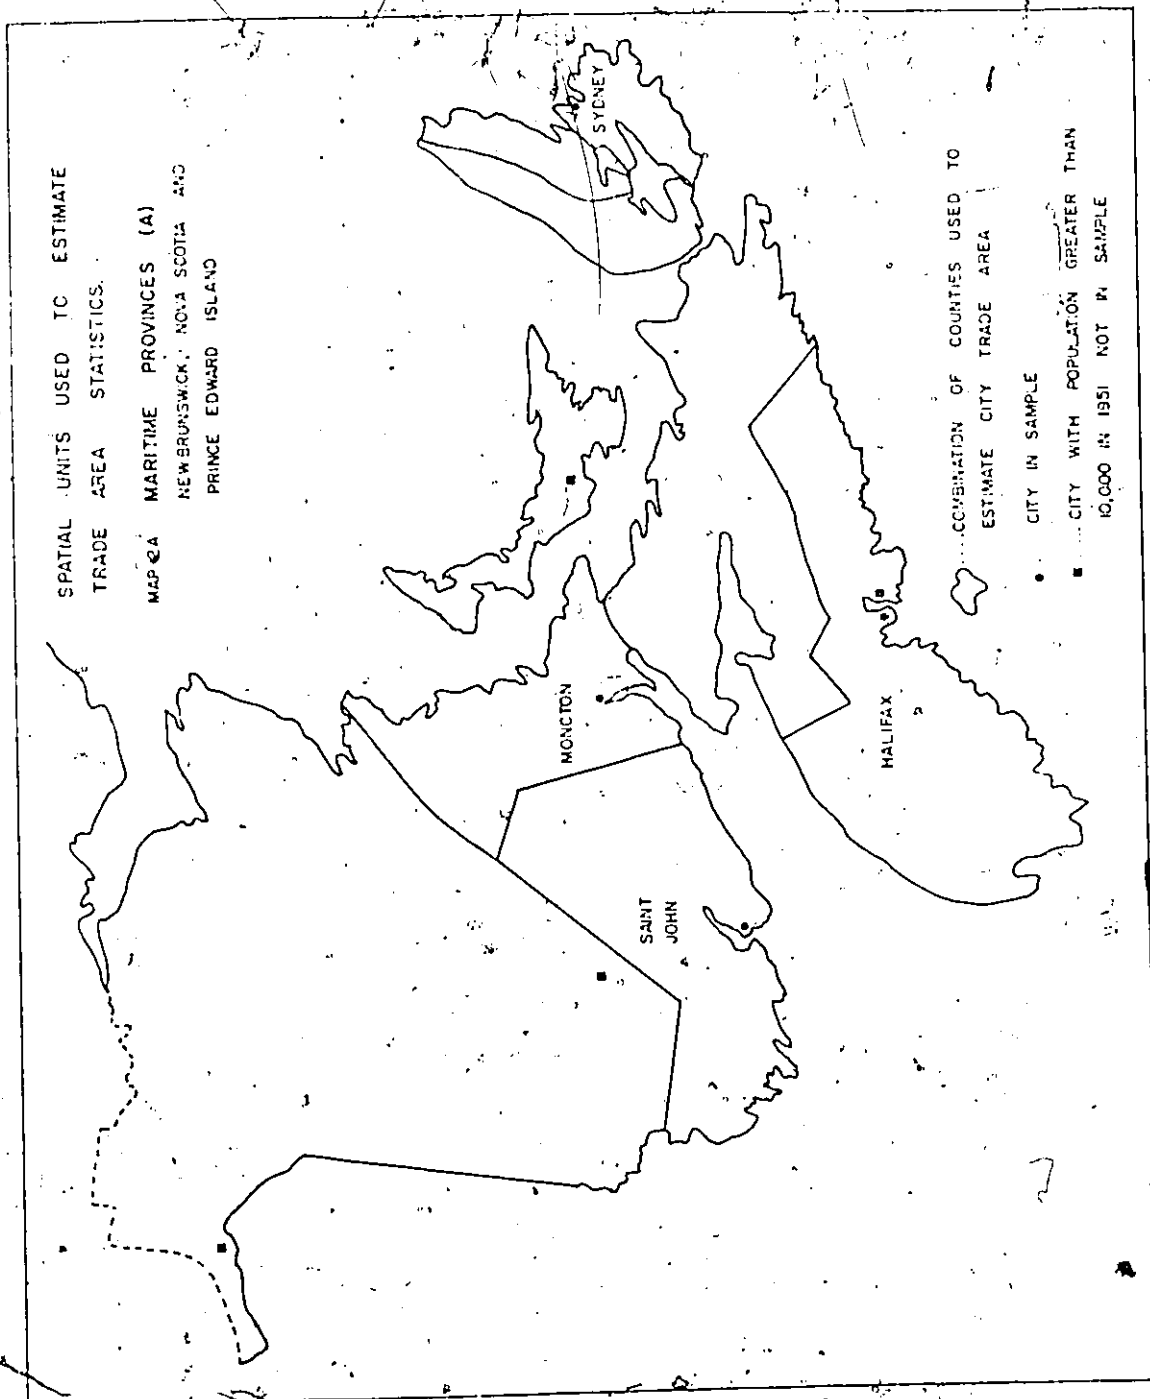 SPATIAL UNITS USED TO ESTIMATE
TRADE AREA STATISTICS.
MAP 2A MARITIME PROVINCES (A)
NEW BRUNSWICK, NOVA SCOTIA AND
PRINCE EDWARD ISLAND
SYDNEY
MONCTON
SAINT
JOHN
HALIFAX
COMBINATION OF COUNTIES USED TO
ESTIMATE CITY TRADE AREA
CITY IN SAMPLE
CITY WITH POPULATION GREATER THAN
10,000 IN 1951 NOT IN SAMPLE